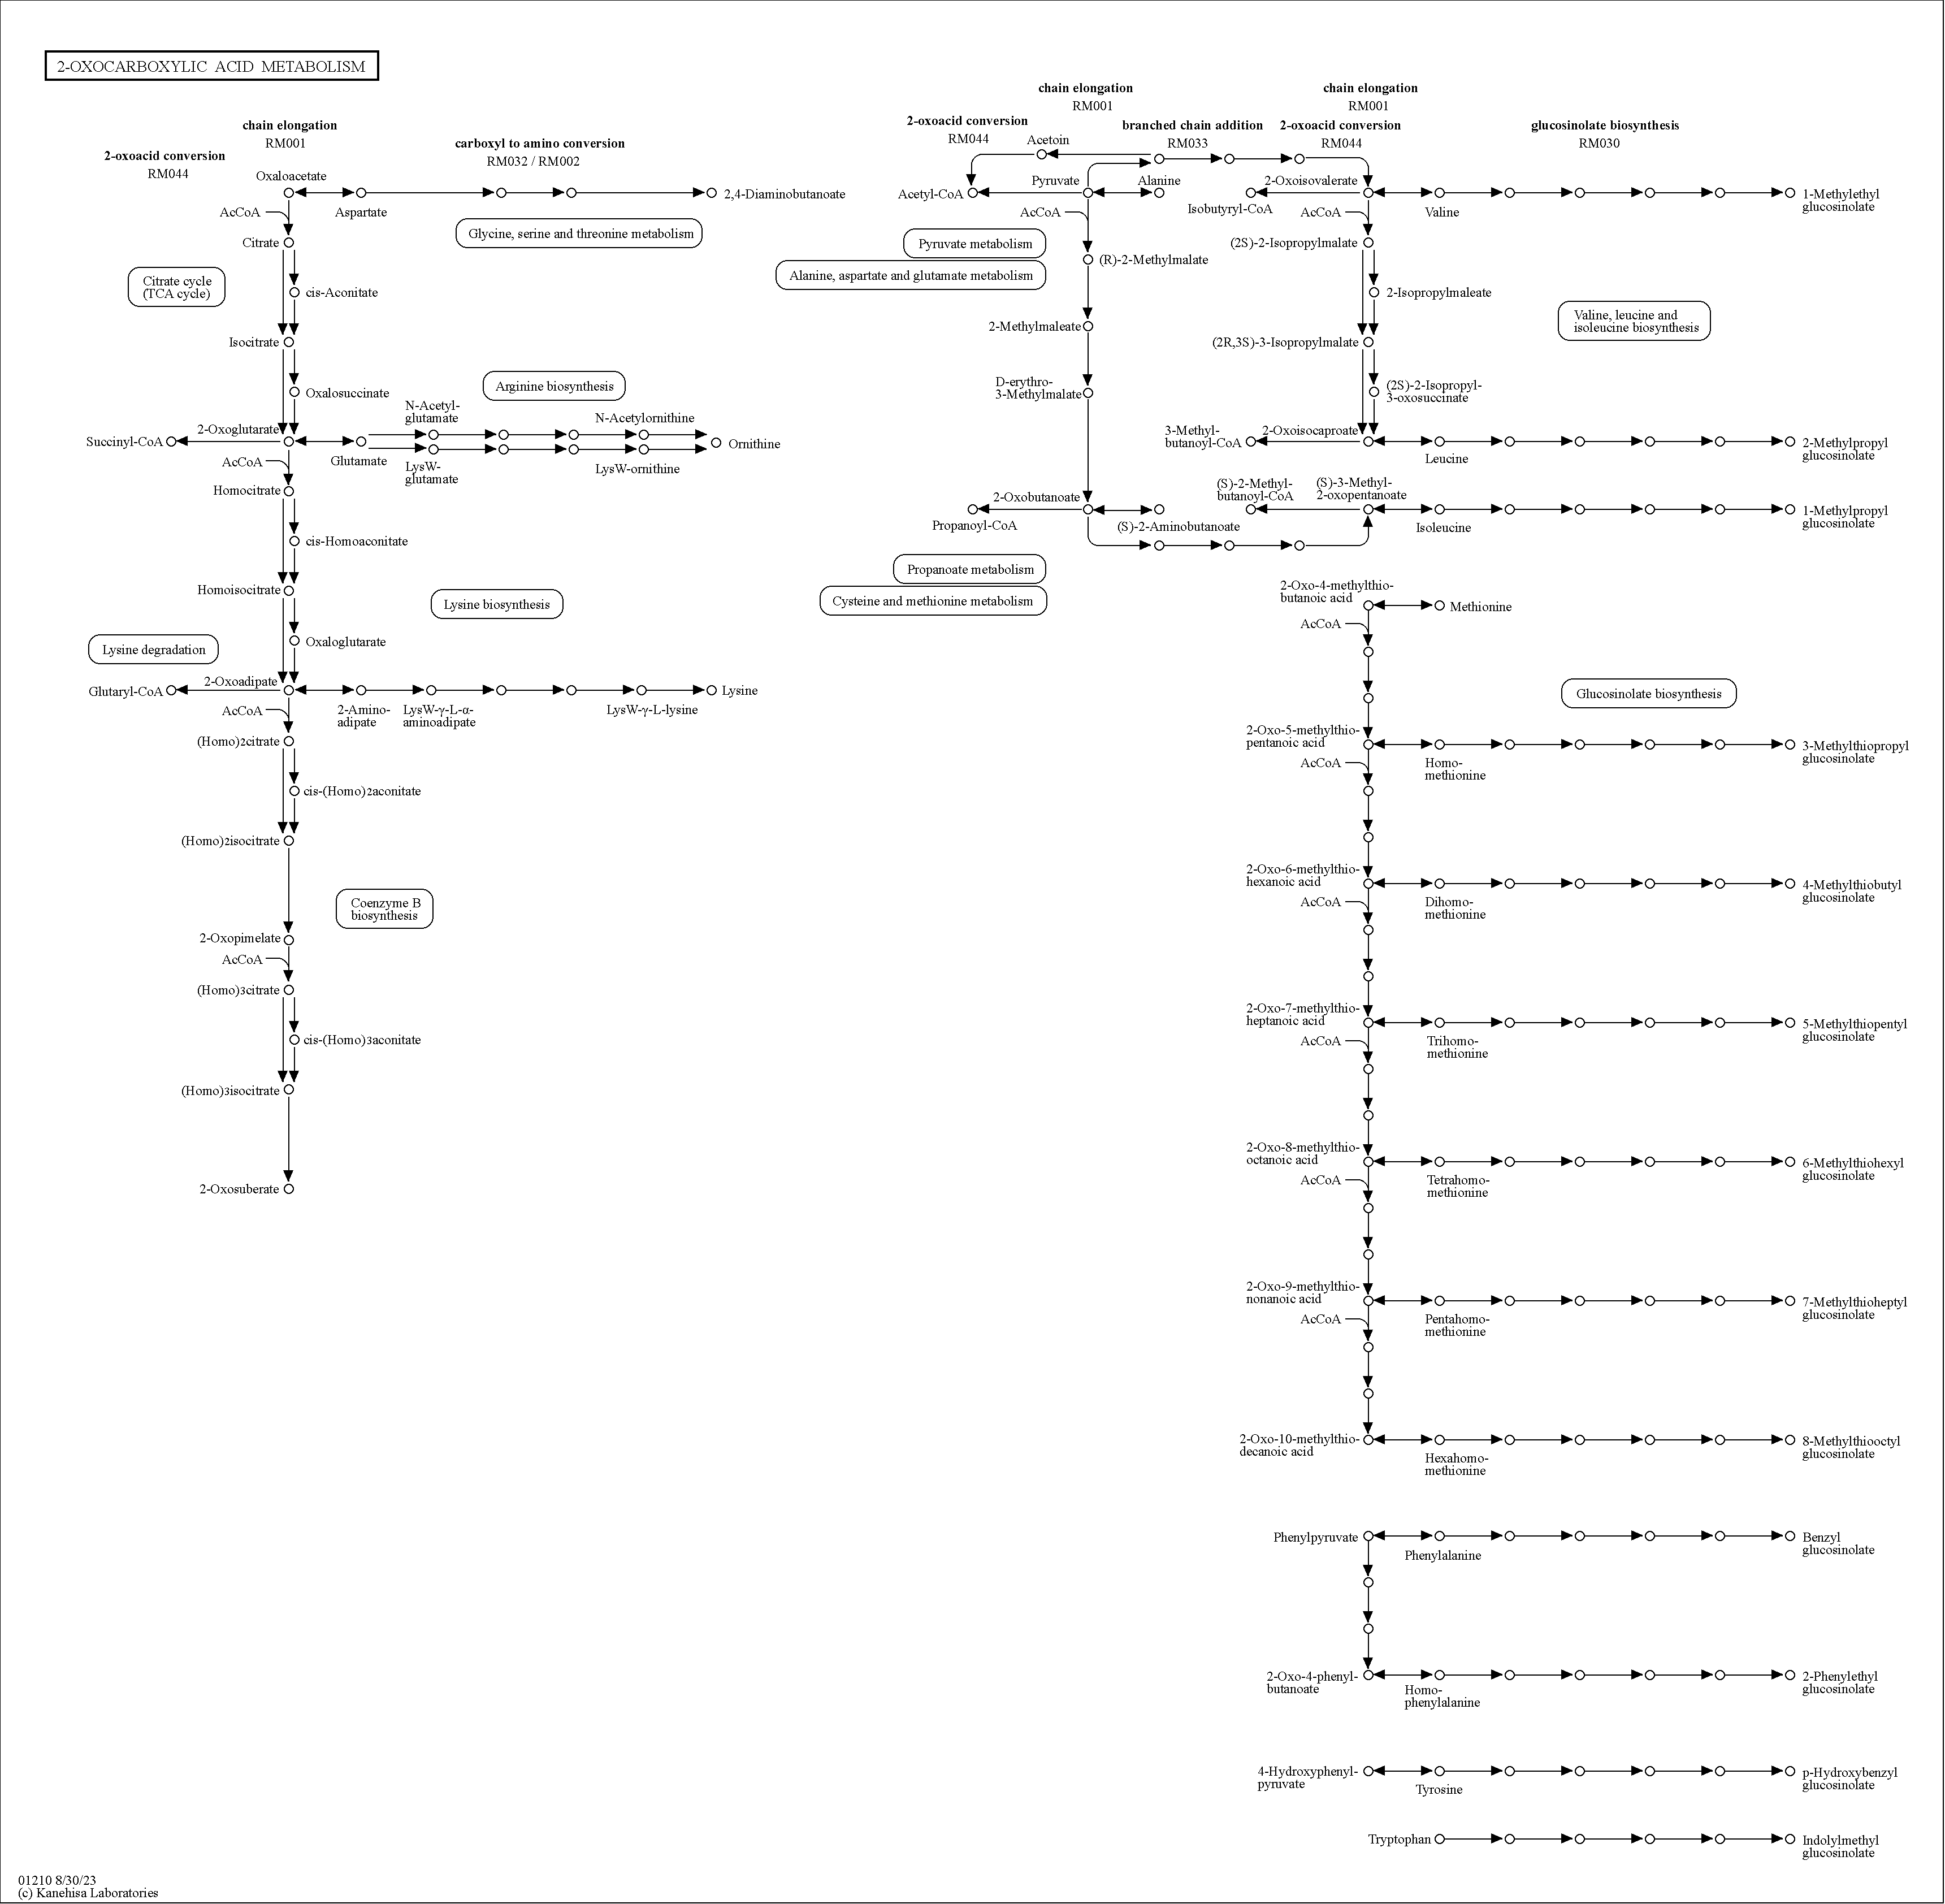 2-OXOCARBOXYLIC ACID METABOLISM
2-oxoacid conversion
RM044
chain elongation
RM001
carboxyl to amino conversion
RM032 / RM002
Oxaloacetate
Aspartate
2,4-Diaminobutanoate
AcCoA
Glycine, serine and threonine metabolism
Citrate
Citrate cycle
(TCA cycle)
cis-Aconitate
Isocitrate
Arginine biosynthesis
Oxalosuccinate
N-Acetyl-
glutamate
N-Acetylornithine
2-Oxoglutarate
Succinyl-CoA
Ornithine
Glutamate
AcCoA
LysW-
glutamate
LysW-ornithine
Homocitrate
cis-Homoaconitate
Homoisocitrate
Lysine biosynthesis
Oxaloglutarate
Lysine degradation
2-Oxoadipate
Glutaryl-CoA
Lysine
AcCoA
2-Amino-
adipate
LysW-γ-L-α-
aminoadipate
LysW-γ-L-lysine
(Homo)2citrate
cis-(Homo)2aconitate
(Homo)2isocitrate
Coenzyme B
biosynthesis
2-Oxopimelate
AcCoA
(Homo)3citrate
cis-(Homo)3aconitate
(Homo)3isocitrate
2-Oxosuberate
chain elongation
RM001
chain elongation
RM001
2-oxoacid conversion
RM044
branched chain addition
RM033
2-oxoacid conversion
RM044
glucosinolate biosynthesis
RM030
Acetoin
Acetyl-CoA
Pyruvate
Alanine
2-Oxoisovalerate
Isobutyryl-CoA
Valine
1-Methylethyl
glucosinolate
AcCoA
AcCoA
Pyruvate metabolism
Alanine, aspartate and glutamate metabolism
(R)-2-Methylmalate
(2S)-2-Isopropylmalate
2-Isopropylmaleate
Valine, leucine and
isoleucine biosynthesis
2-Methylmaleate
(2R,3S)-3-Isopropylmalate
D-erythro-
3-Methylmalate
(2S)-2-Isopropyl-
3-oxosuccinate
3-Methyl-
butanoyl-CoA
2-Oxoisocaproate
Leucine
2-Methylpropyl
glucosinolate
2-Oxobutanoate
Propanoyl-CoA
(S)-2-Aminobutanoate
(S)-2-Methyl-
butanoyl-CoA
(S)-3-Methyl-
2-oxopentanoate
Isoleucine
1-Methylpropyl
glucosinolate
Propanoate metabolism
Cysteine and methionine metabolism
2-Oxo-4-methylthio-
butanoic acid
Methionine
AcCoA
Glucosinolate biosynthesis
2-Oxo-5-methylthio-
pentanoic acid
AcCoA
Homo-
methionine
3-Methylthiopropyl
glucosinolate
2-Oxo-6-methylthio-
hexanoic acid
AcCoA
Dihomo-
methionine
4-Methylthiobutyl
glucosinolate
2-Oxo-7-methylthio-
heptanoic acid
AcCoA
Trihomo-
methionine
5-Methylthiopentyl
glucosinolate
2-Oxo-8-methylthio-
octanoic acid
AcCoA
Tetrahomo-
methionine
6-Methylthiohexyl
glucosinolate
2-Oxo-9-methylthio-
nonanoic acid
AcCoA
Pentahomo-
methionine
7-Methylthioheptyl
glucosinolate
2-Oxo-10-methylthio-
decanoic acid
Hexahomo-
methionine
8-Methylthiooctyl
glucosinolate
Phenylpyruvate
Phenylalanine
Benzyl
glucosinolate
2-Oxo-4-phenyl-
butanoate
Homo-
phenylalanine
2-Phenylethyl
glucosinolate
4-Hydroxyphenyl-
pyruvate
Tyrosine
p-Hydroxybenzyl
glucosinolate
Tryptophan
Indolylmethyl
glucosinolate
01210 8/30/23
(c) Kanehisa Laboratories